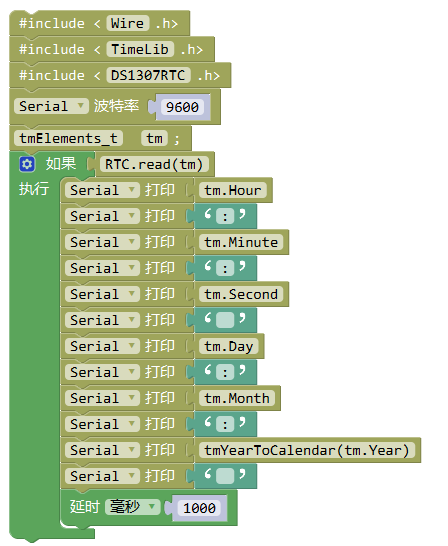 #include < Wire .h>
#include < TimeLib .h>
#include < DS1307RTC .h>
Serial 波特率 9600
tmElements_t tm ;
如果 RTC.read(tm)
执行 Serial 打印 tm.Hour
Serial 打印 ‘ : ’
Serial 打印 tm.Minute
Serial 打印 ‘ : ’
Serial 打印 tm.Second
Serial 打印 ‘ ’
Serial 打印 tm.Day
Serial 打印 ‘ : ’
Serial 打印 tm.Month
Serial 打印 ‘ : ’
Serial 打印 tmYearToCalendar(tm.Year)
Serial 打印 ‘ ’
延时 毫秒 1000